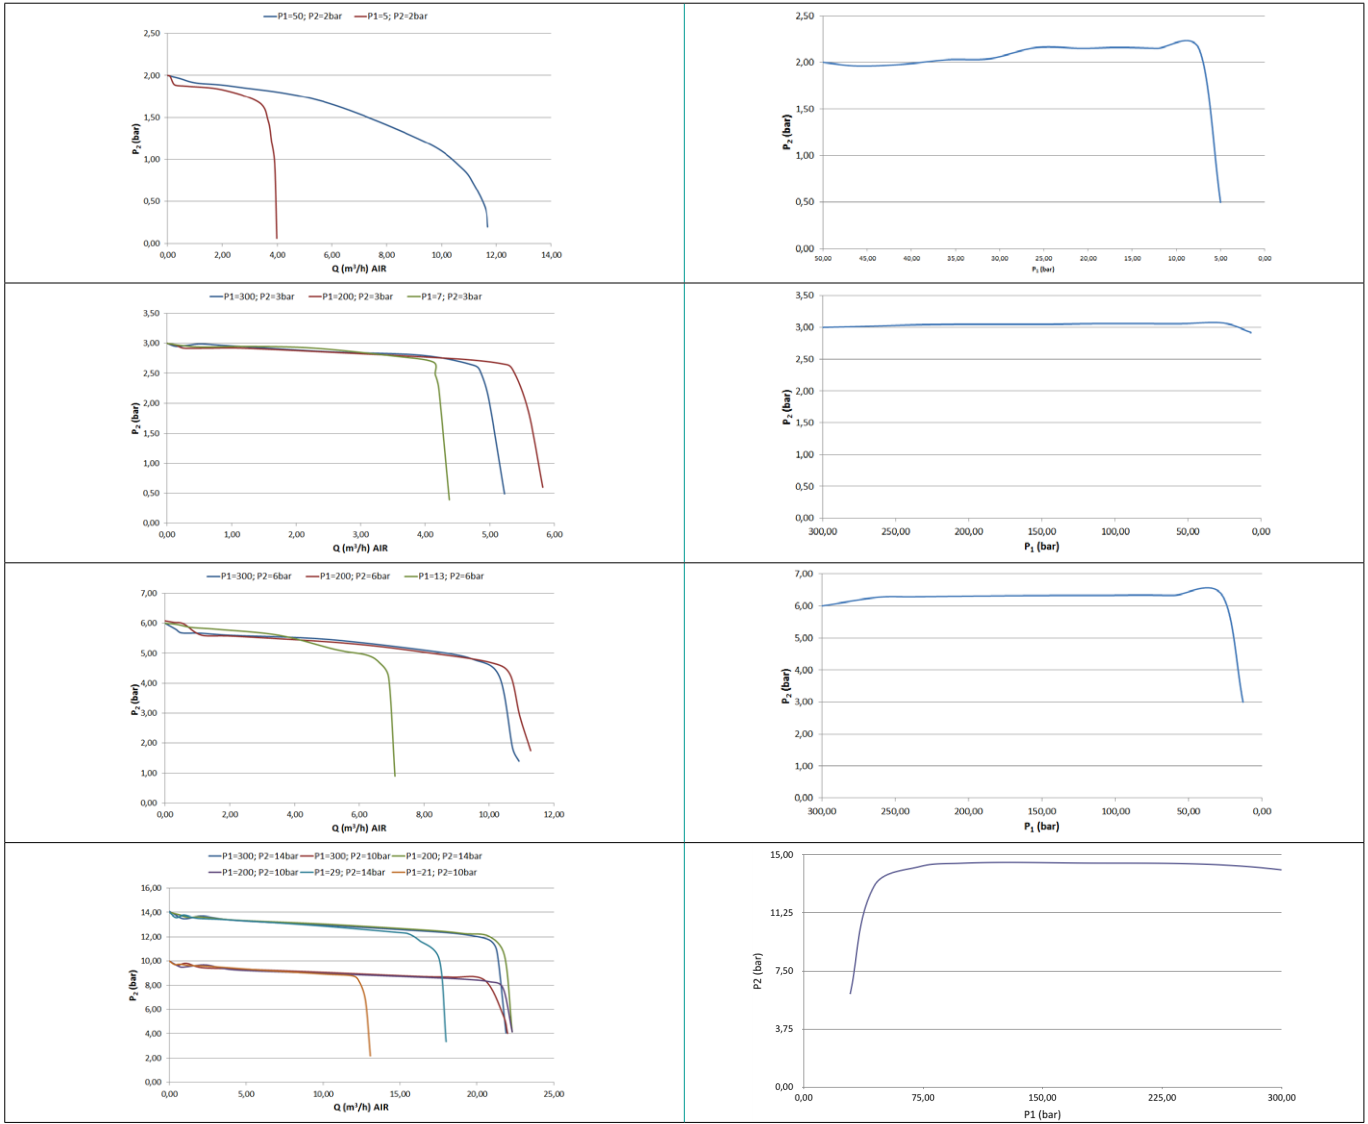 P1=50; P2=2bar P1=5; P2=2bar
2,50
2,00
1,50
1,00
0,50
0,00
P2 (bar)
0,00 2,00 4,00 6,00 8,00 10,00 12,00 14,00
Q (m³/h) AIR
2,50
2,00
1,50
1,00
0,50
0,00
P2 (bar)
50,00 45,00 40,00 35,00 30,00 25,00 20,00 15,00 10,00 5,00 0,00
P1 (bar)
P1=300; P2=3bar P1=200; P2=3bar P1=7; P2=3bar
3,50
3,00
2,50
2,00
1,50
1,00
0,50
0,00
P2 (bar)
0,00 1,00 2,00 3,00 4,00 5,00 6,00
Q (m³/h) AIR
3,50
3,00
2,50
2,00
1,50
1,00
0,50
0,00
P2 (bar)
300,00 250,00 200,00 150,00 100,00 50,00 0,00
P1 (bar)
P1=300; P2=6bar P1=200; P2=6bar P1=13; P2=6bar
7,00
6,00
5,00
4,00
3,00
2,00
1,00
0,00
P2 (bar)
0,00 2,00 4,00 6,00 8,00 10,00 12,00
Q (m³/h) AIR
7,00
6,00
5,00
4,00
3,00
2,00
1,00
0,00
P2 (bar)
300,00 250,00 200,00 150,00 100,00 50,00 0,00
P1 (bar)
P1=300; P2=14bar P1=300; P2=10bar P1=200; P2=14bar
P1=200; P2=10bar P1=29; P2=14bar P1=21; P2=10bar
16,00
14,00
12,00
10,00
8,00
6,00
4,00
2,00
0,00
P2 (bar)
0,00 5,00 10,00 15,00 20,00 25,00
Q (m³/h) AIR
15,00
11,25
7,50
3,75
0,00
P2 (bar)
0,00 75,00 150,00 225,00 300,00
P1 (bar)